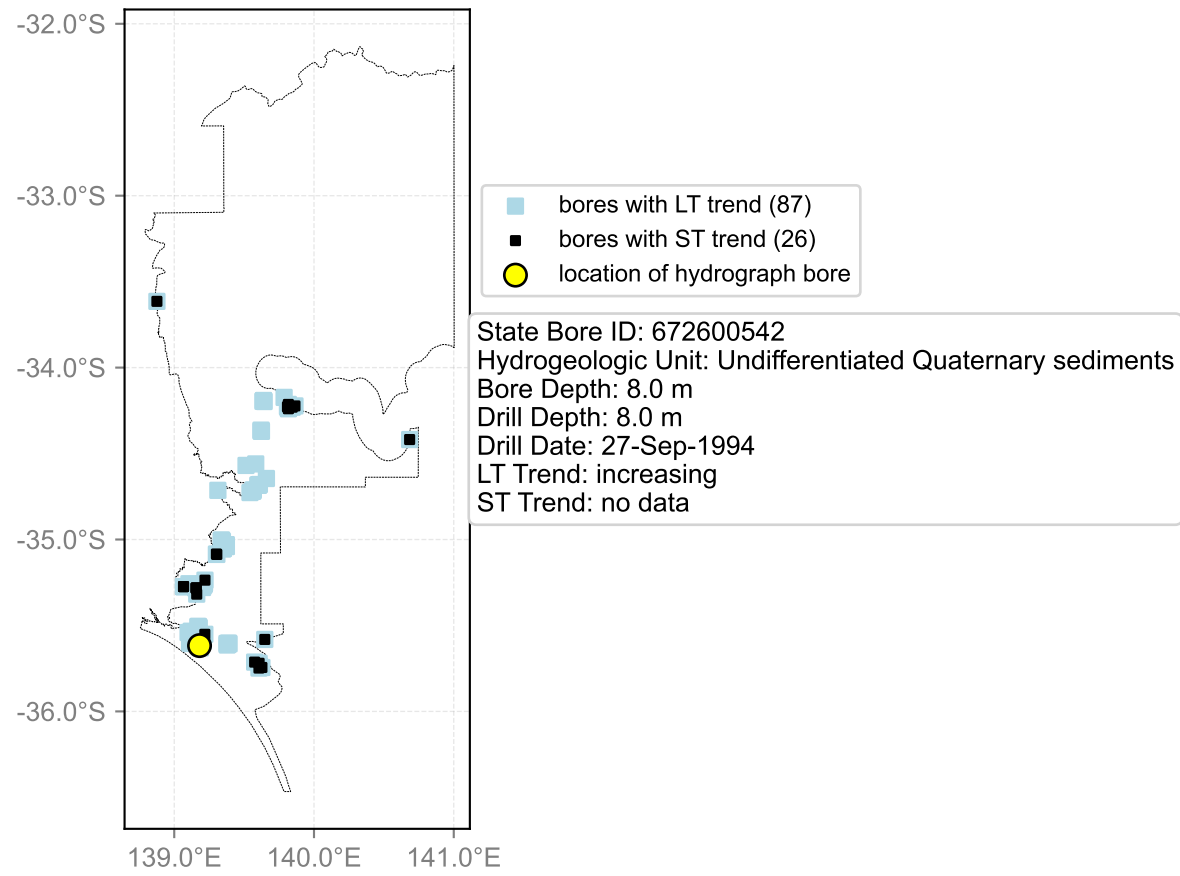 -32.0°S
-33.0°S
-34.0°S
-35.0°S
-36.0°S
139.0°E 140.0°E 141.0°E
bores with LT trend (87)
bores with ST trend (26)
location of hydrograph bore
State Bore ID: 672600542
Hydrogeologic Unit: Undifferentiated Quaternary sediments
Bore Depth: 8.0 m
Drill Depth: 8.0 m
Drill Date: 27-Sep-1994
LT Trend: increasing
ST Trend: no data